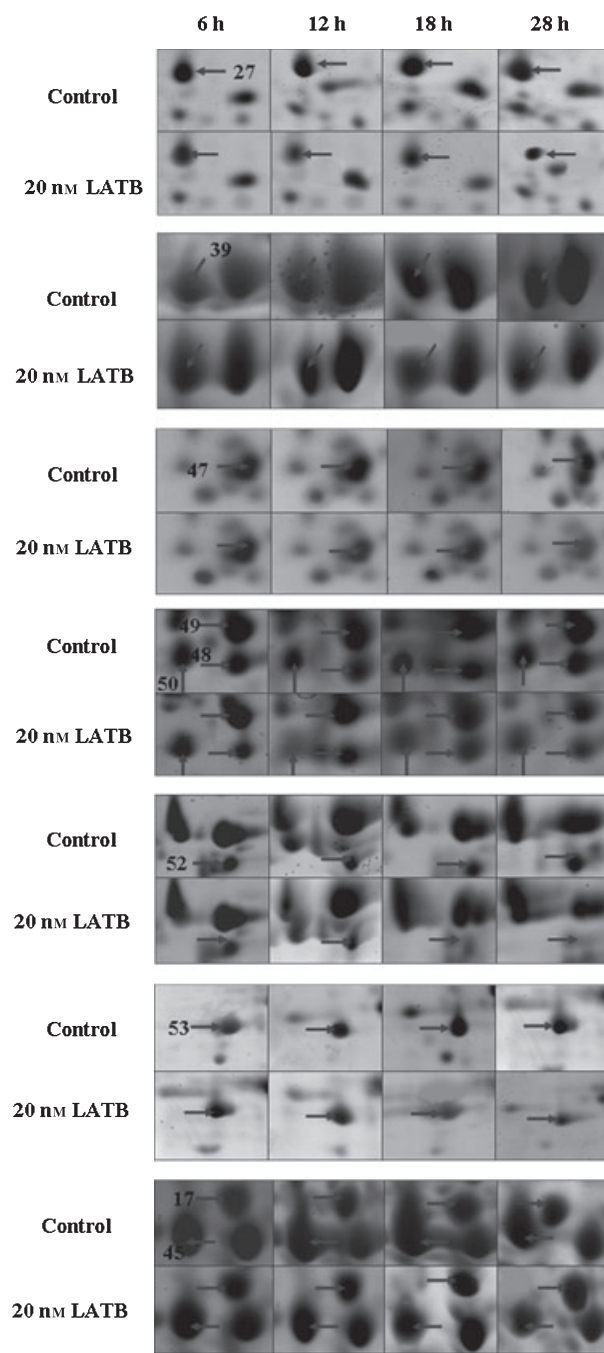 6 h 12 h 18 h 28 h
27
Control
20 nM LATB
39
Control
20 nM LATB
Control
47
20 nM LATB
49
Control
48
50
20 nM LATB
Control
52
20 nM LATB
Control
53
20 nM LATB
17
Control
45
20 nM LATB